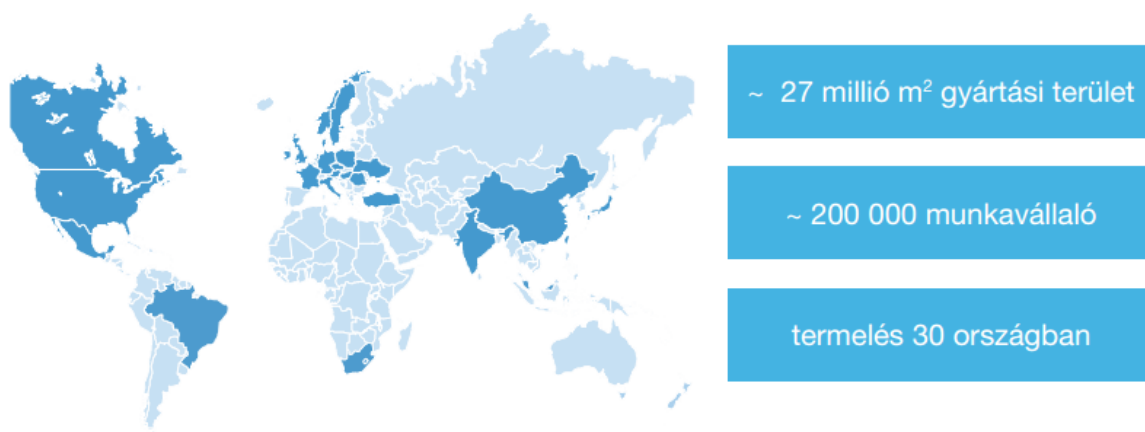 ~ 27 millió m² gyártási terület
~ 200 000 munkavállaló
termelés 30 országban